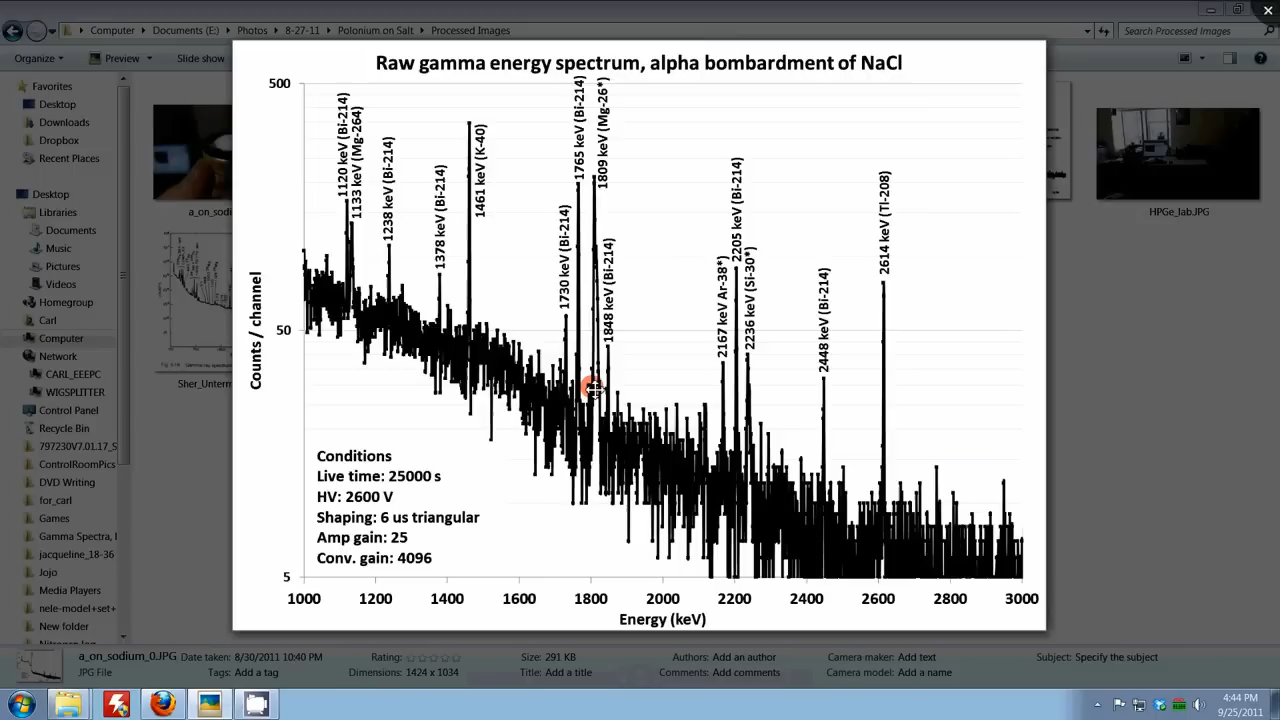 Computer ▸ Documents (E:) ▸ Photos ▸ 8-27-11 ▸ Polonium on Salt ▸ Processed Images
Search Processed Images
Organize
Preview
Slide show
Favorites
Desktop
Downloads
Dropbox
Recent Places
Desktop
Libraries
Documents
Music
Pictures
Videos
Homegroup
Carl
Computer
Network
CARL_EEEPC
WIGSPLITTER
Control Panel
Recycle Bin
797230V7.01.17_S
ControlRoomPics
DVD Writing
for_carl
Games
Gamma Spectra, I
jacqueline_18-36
Jojo
Media Players
nele-model+set+
New folder
a_on_sodiu
Sher_Unterm
HPGe_lab.JPG
Raw gamma energy spectrum, alpha bombardment of NaCl
500
50
5
Counts / channel
1120 keV (Bi-214)
1133 keV (Mg-264)
1238 keV (Bi-214)
1378 keV (Bi-214)
1461 keV (K-40)
1730 keV (Bi-214)
1765 keV (Bi-214)
1809 keV (Mg-26*)
1848 keV (Bi-214)
2167 keV Ar-38*)
2205 keV (Bi-214)
2236 keV (Si-30*)
2448 keV (Bi-214)
2614 keV (Tl-208)
Conditions
Live time: 25000 s
HV: 2600 V
Shaping: 6 us triangular
Amp gain: 25
Conv. gain: 4096
1000 1200 1400 1600 1800 2000 2200 2400 2600 2800 3000
Energy (keV)
a_on_sodium_0.JPG Date taken: 8/30/2011 10:40 PM Rating: Size: 291 KB Authors: Add an author Camera maker: Add text Subject: Specify the subject
JPG File Tags: Add a tag Dimensions: 1424 x 1034 Title: Add a title Comments: Add comments Camera model: Add a name
4:44 PM
9/25/2011